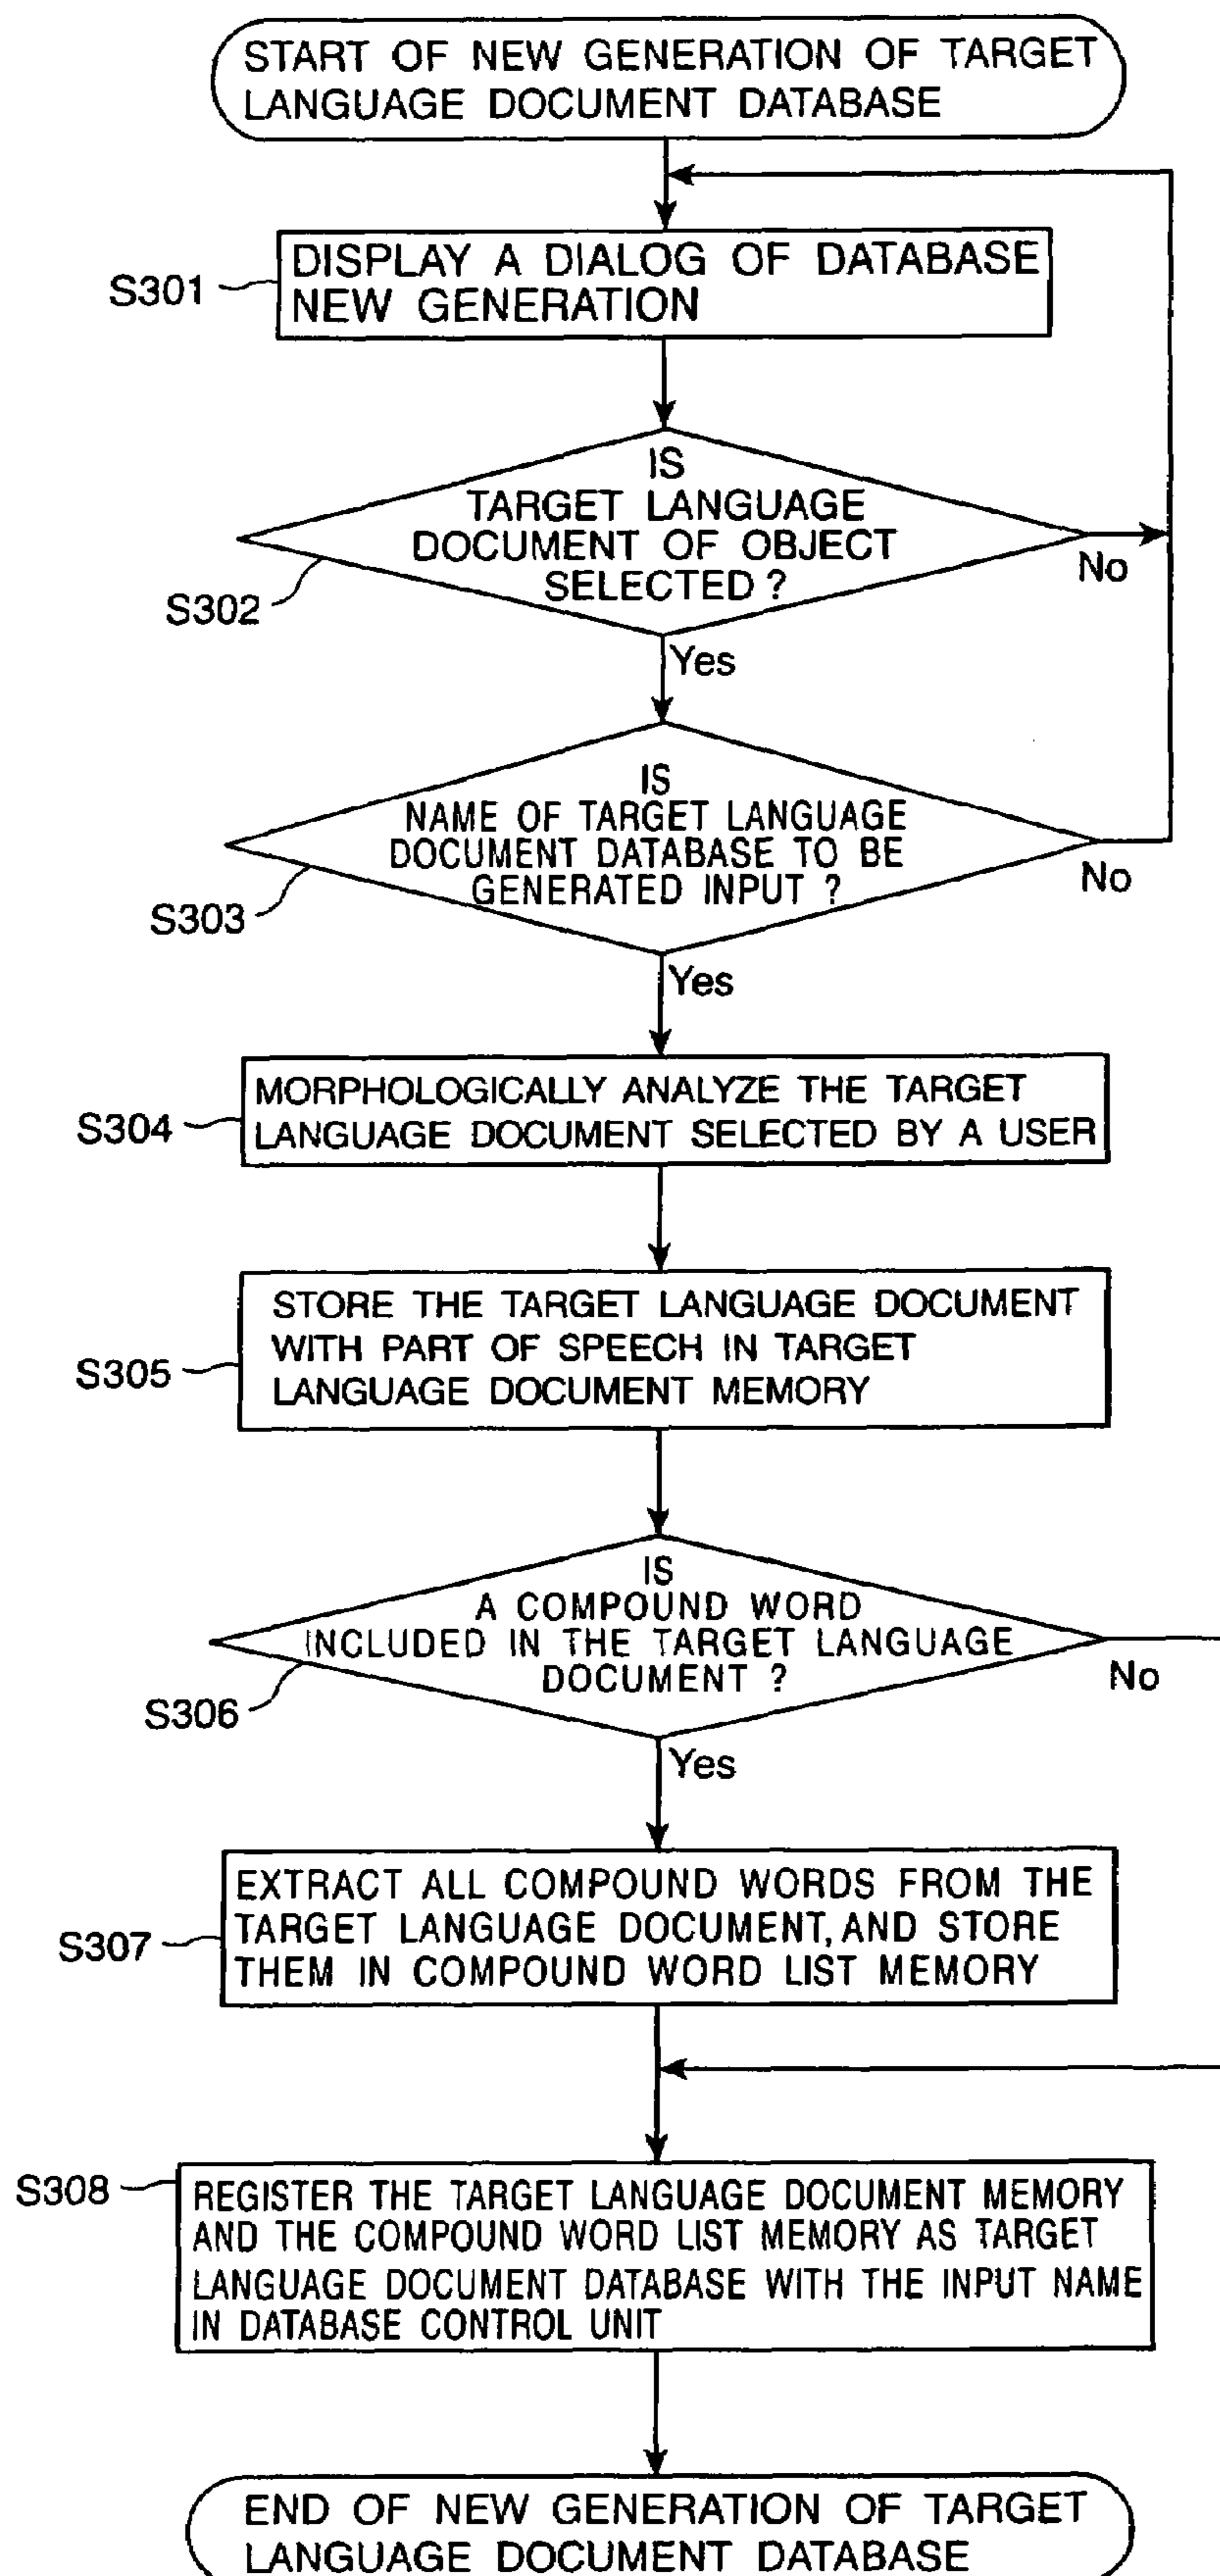 START OF NEW GENERATION OF TARGET
LANGUAGE DOCUMENT DATABASE
S301
DISPLAY A DIALOG OF DATABASE
NEW GENERATION
IS
TARGET LANGUAGE
DOCUMENT OF OBJECT
SELECTED ?
No
S302
Yes
IS
NAME OF TARGET LANGUAGE
DOCUMENT DATABASE TO BE
GENERATED INPUT ?
No
S303
Yes
S304
MORPHOLOGICALLY ANALYZE THE TARGET
LANGUAGE DOCUMENT SELECTED BY A USER
S305
STORE THE TARGET LANGUAGE DOCUMENT
WITH PART OF SPEECH IN TARGET
LANGUAGE DOCUMENT MEMORY
IS
A COMPOUND WORD
INCLUDED IN THE TARGET LANGUAGE
DOCUMENT ?
No
S306
Yes
S307
EXTRACT ALL COMPOUND WORDS FROM THE
TARGET LANGUAGE DOCUMENT, AND STORE
THEM IN COMPOUND WORD LIST MEMORY
S308
REGISTER THE TARGET LANGUAGE DOCUMENT MEMORY
AND THE COMPOUND WORD LIST MEMORY AS TARGET
LANGUAGE DOCUMENT DATABASE WITH THE INPUT NAME
IN DATABASE CONTROL UNIT
END OF NEW GENERATION OF TARGET
LANGUAGE DOCUMENT DATABASE